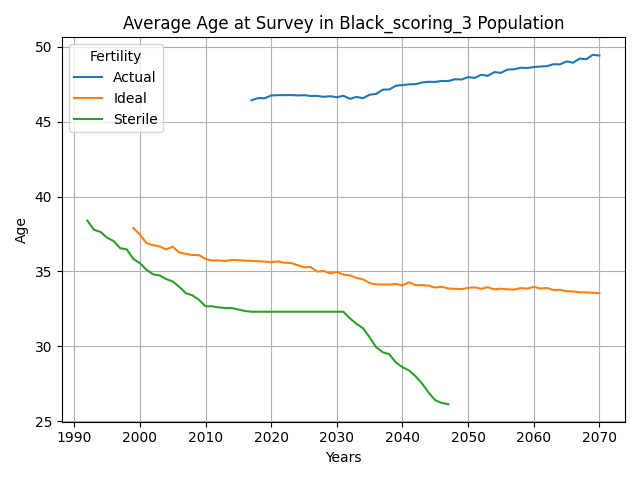 Average Age at Survey in Black_scoring_3 Population
Fertility
Actual
Ideal
Sterile
50
45
40
35
30
25
Age
1990 2000 2010 2020 2030 2040 2050 2060 2070
Years